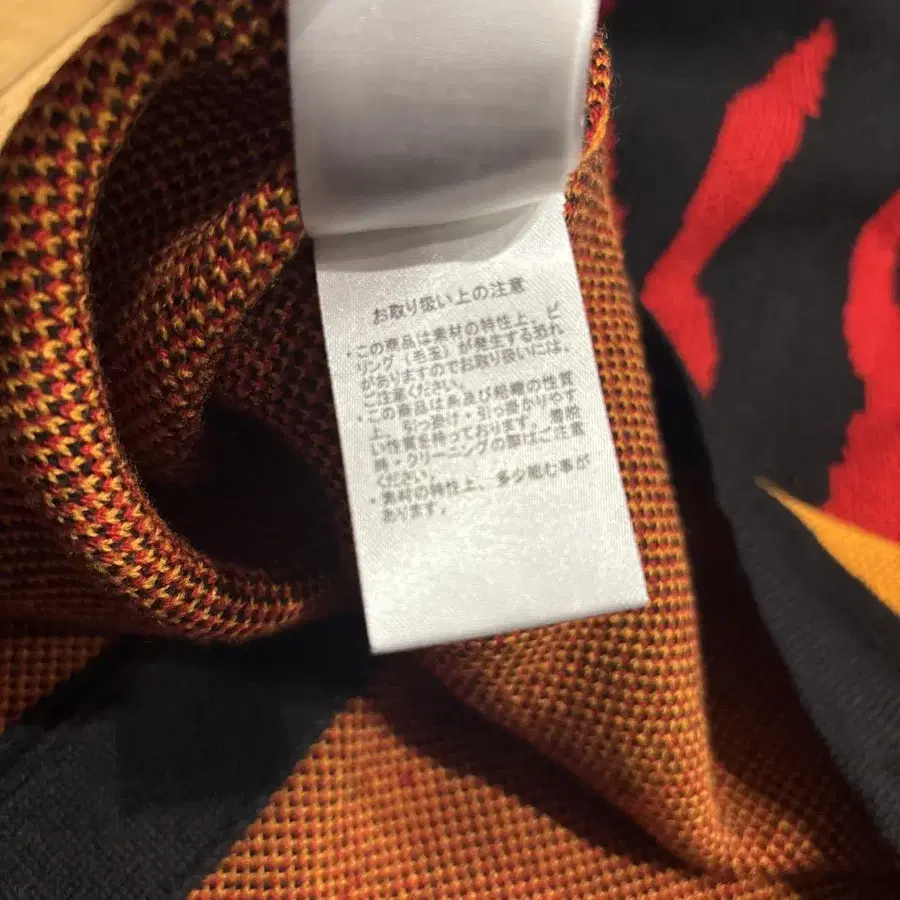 お取り扱い上の注意
・この商品は素材の特性上、ピ
リング（毛玉）が発生する恐れ
がありますのでお取り扱いには、
ご注意ください。
・この商品は糸及び組織の性質
上、引っ掛け・引っ掛かりやす
い性質を持っております。着脱
時・クリーニングの際はご注意
ください。
・素材の特性上、多少縮む事が
あります。